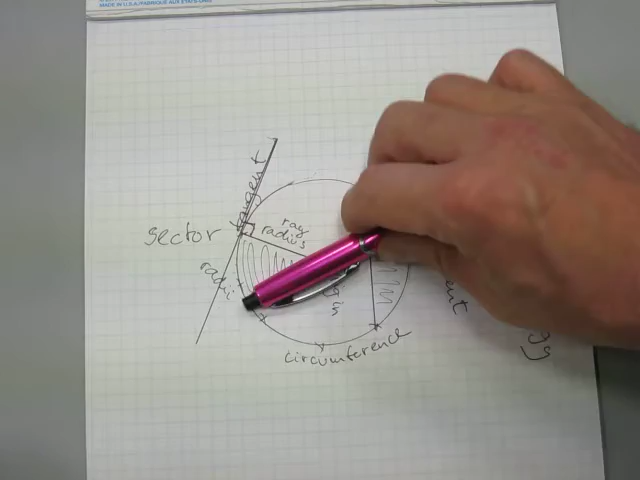 MADE IN U.S.A./FABRIQUE AUX ETATS-UNIS
tangent
sector
ray
radius
radii
circumference